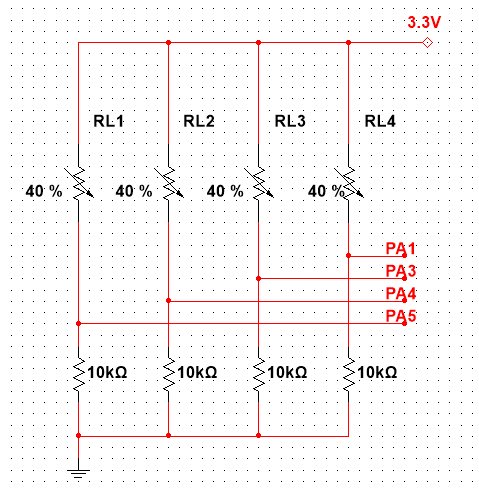 3.3V
RL1 RL2 RL3 RL4
40 % 40 % 40 % 40 %
PA1
PA3
PA4
PA5
10kΩ 10kΩ 10kΩ 10kΩ